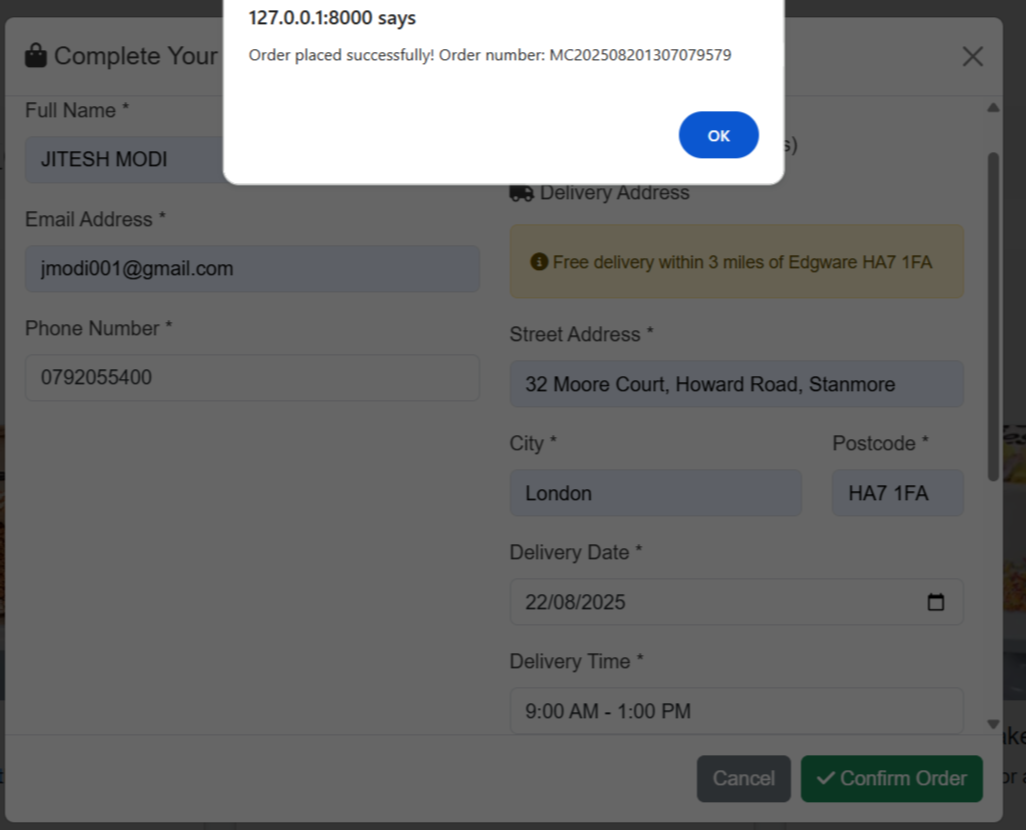 127.0.0.1:8000 says
Order placed successfully! Order number: MC202508201307079579
OK
Complete Your
Full Name *
JITESH MODI
Email Address *
jmodi001@gmail.com
Phone Number *
0792055400
s)
Delivery Address
Free delivery within 3 miles of Edgware HA7 1FA
Street Address *
32 Moore Court, Howard Road, Stanmore
City *
Postcode *
London
HA7 1FA
Delivery Date *
22/08/2025
Delivery Time *
9:00 AM - 1:00 PM
Cancel
Confirm Order